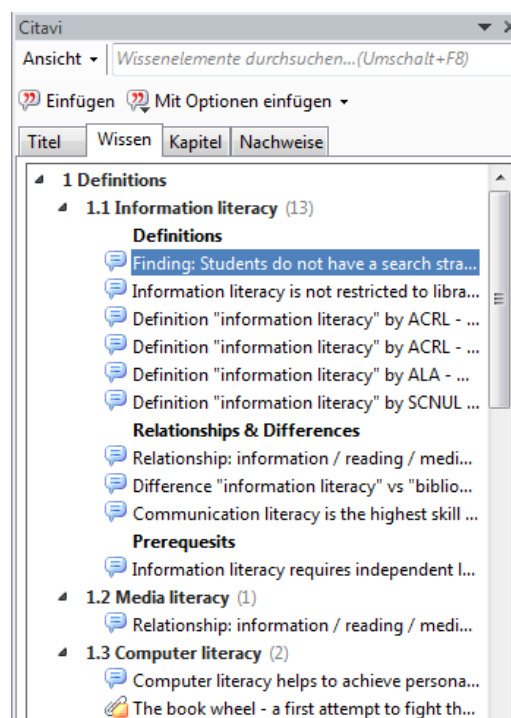 Citavi
Ansicht Wissenelemente durchsuchen...(Umschalt+F8)
Einfügen Mit Optionen einfügen
Titel Wissen Kapitel Nachweise
1 Definitions
1.1 Information literacy (13)
Definitions
Finding: Students do not have a search stra...
Information literacy is not restricted to libra...
Definition "information literacy" by ACRL - ...
Definition "information literacy" by ACRL - ...
Definition "information literacy" by ALA - ...
Definition "information literacy" by SCNUL ...
Relationships & Differences
Relationship: information / reading / medi...
Difference "information literacy" vs "biblio...
Communication literacy is the highest skill ...
Prerequesits
Information literacy requires independent l...
1.2 Media literacy (1)
Relationship: information / reading / medi...
1.3 Computer literacy (2)
Computer literacy helps to achieve persona...
The book wheel - a first attempt to fight th...